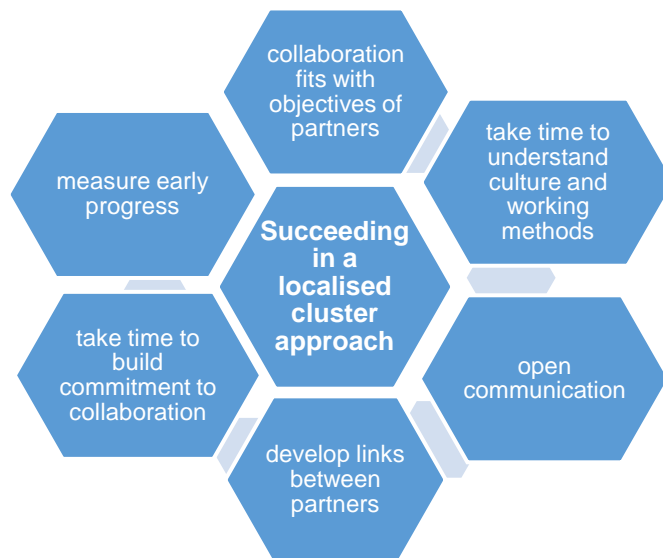 collaboration
fits with
objectives of
partners
take time to
understand
culture and
working
methods
open
communication
develop links
between
partners
take time to
build
commitment to
collaboration
measure early
progress
Succeeding
in a
localised
cluster
approach